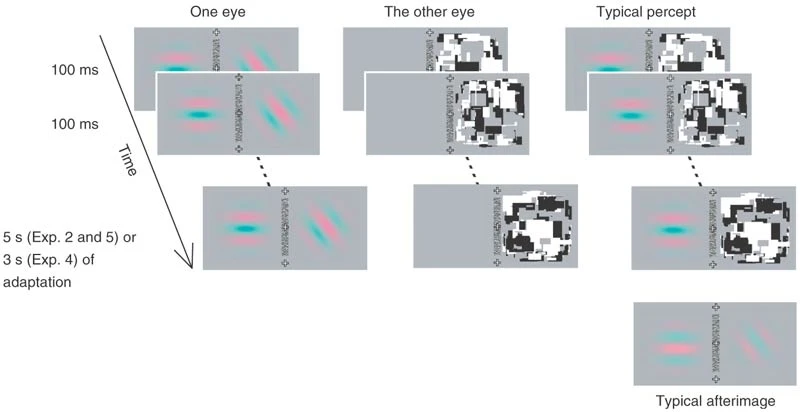 One eye
The other eye
Typical percept
100 ms
100 ms
Time
5 s (Exp. 2 and 5) or
3 s (Exp. 4) of
adaptation
Typical afterimage